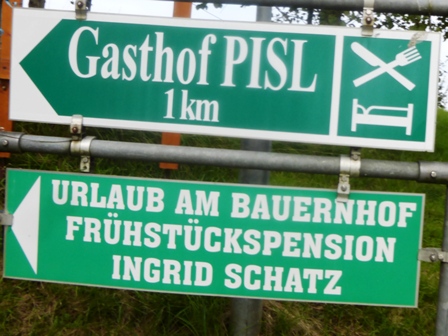 Gasthof PISL
1 km
URLAUB AM BAUERNHOF
FRÜHSTÜCKSPENSION
INGRID SCHATZ